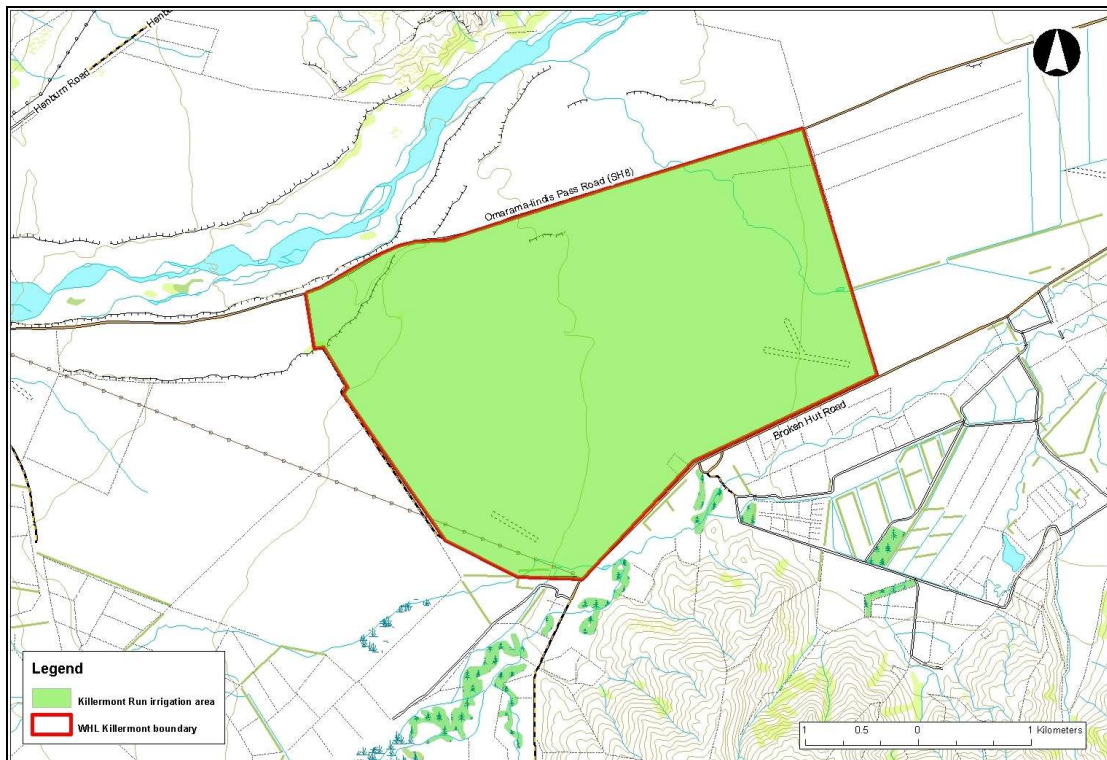 Henburn Road
Henbur
Omarama-lindis Pass Road (SH8)
Broken Hut Road
Legend
Killermont Run irrigation area
WHL Killermont boundary
1 0.5 0 1 Kilometers